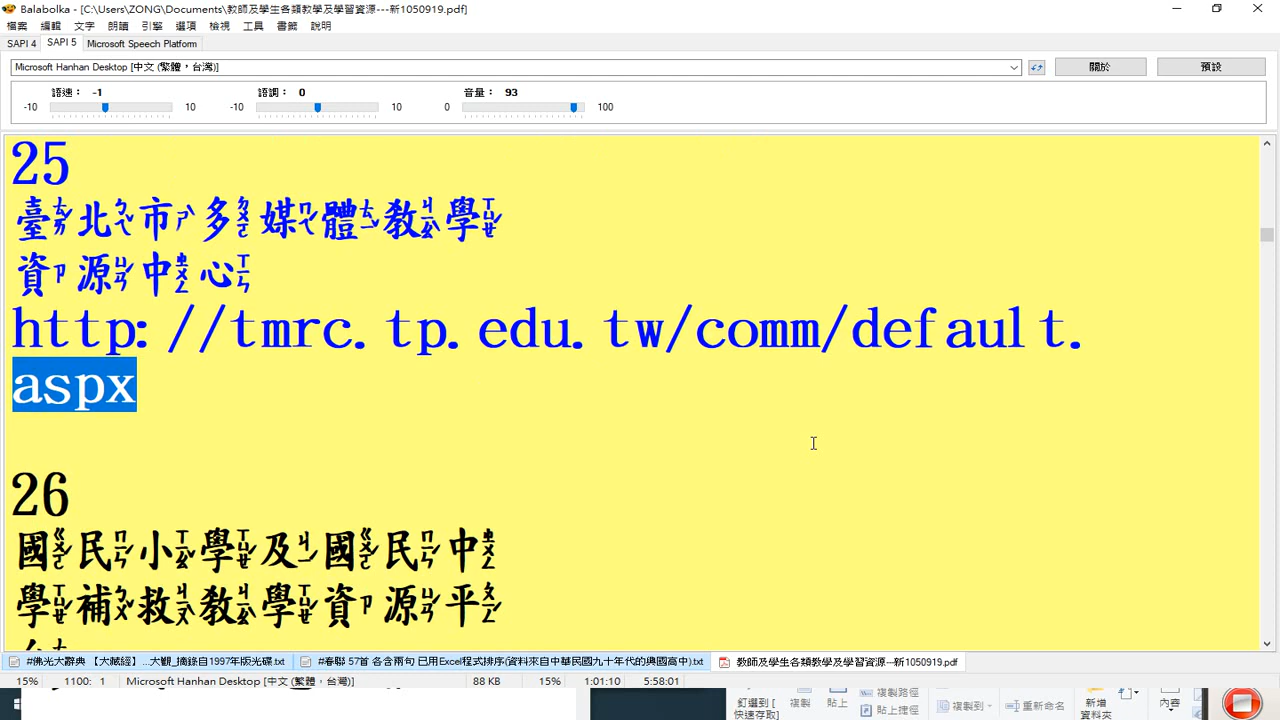 Balabolka - [C:\Users\ZONG\Documents\教師及學生各類教學及學習資源---新1050919.pdf]
檔案 編輯 文字 朗讀 引擎 選項 檢視 工具 書籤 說明
SAPI 4 SAPI 5 Microsoft Speech Platform
Microsoft Hanhan Desktop [中文 (繁體，台灣)] 關於 預設
語速： -1 語調： 0 音量： 93
-10 10 -10 10 0 100
25
臺北市多媒體教學
資源中心
http://tmrc.tp.edu.tw/comm/default.
aspx
26
國民小學及國民中
學補救教學資源平
#佛光大辭典 【大藏經】 ...大觀_摘錄自1997年版光碟.txt #春聯 57首 各含兩句 已用Excel程式排序(資料來自中華民國九十年代的興國高中).txt 教師及學生各類教學及學習資源---新1050919.pdf
15% 1100: 1 Microsoft Hanhan Desktop [中文 (繁體，台灣)] 88 KB 15% 1:01:10 5:58:01
釘選到 [ 複製 貼上 複製路徑 新增 內容
快速存取] 貼上捷徑 複製到 重新命名 資料夾